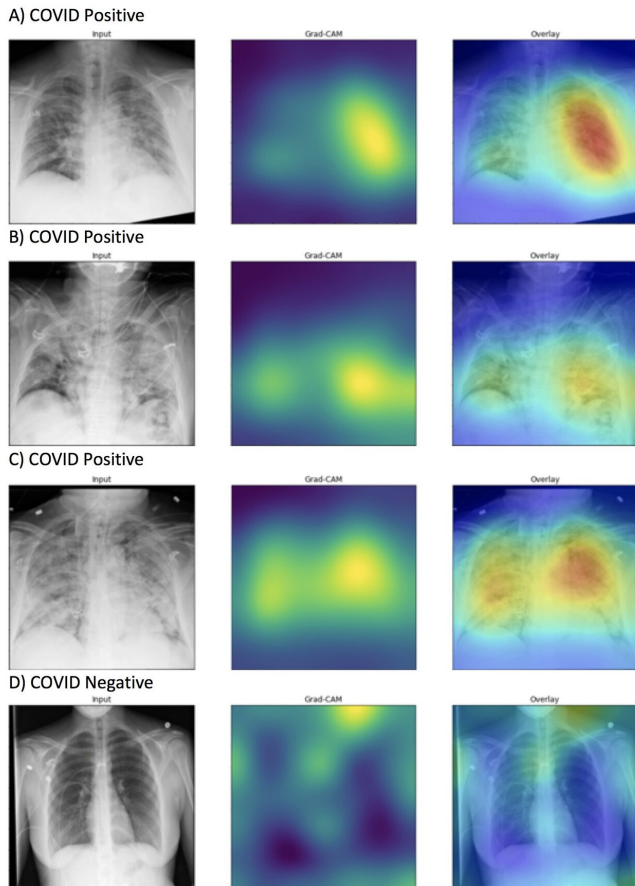 A) COVID Positive
Input Grad-CAM Overlay
B) COVID Positive
Input Grad-CAM Overlay
C) COVID Positive
Input Grad-CAM Overlay
D) COVID Negative
Input Grad-CAM Overlay